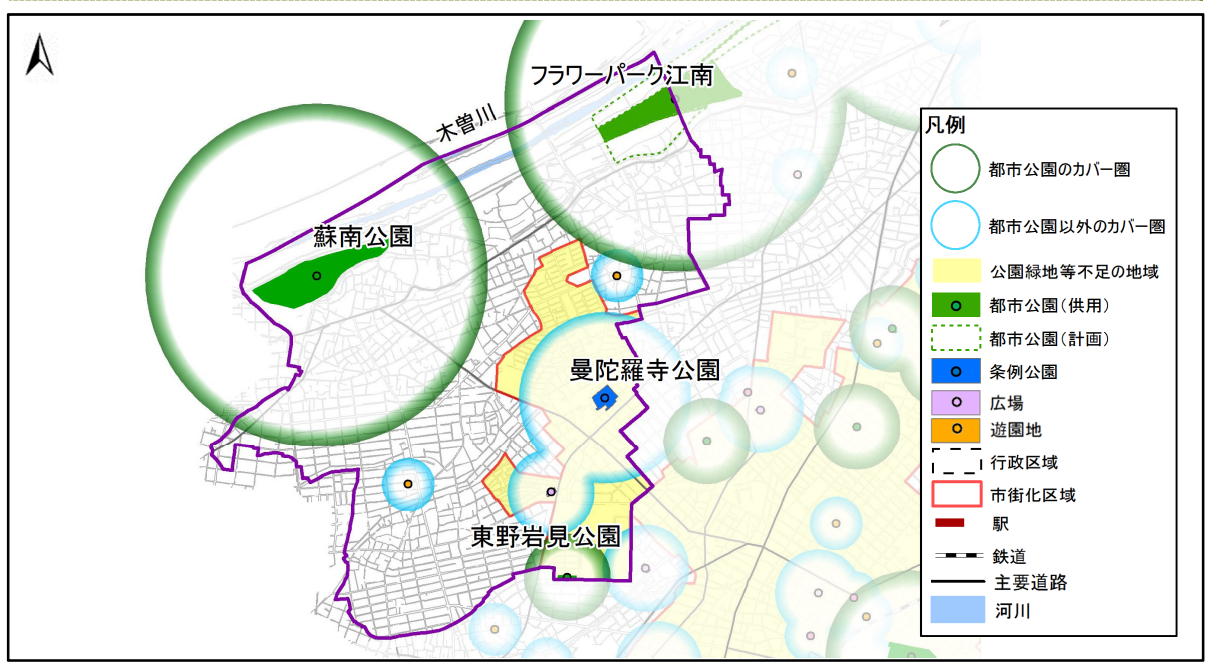 フラワーパーク江南
木曽川
蘇南公園
曼陀羅寺公園
東野岩見公園
凡例
都市公園のカバー圏
都市公園以外のカバー圏
公園緑地等不足の地域
都市公園(供用)
都市公園(計画)
条例公園
広場
遊園地
行政区域
市街化区域
駅
鉄道
主要道路
河川